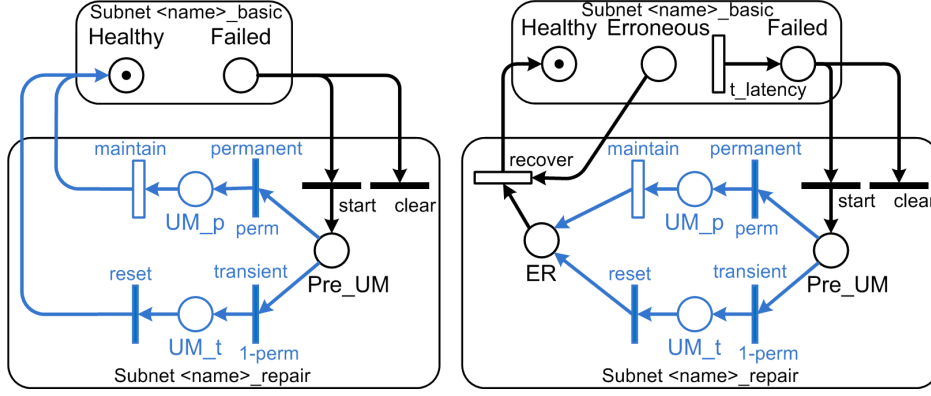 Subnet <name>_basic
Healthy Failed
maintain permanent
start clear
UM_p perm
reset transient
Pre_UM
UM_t 1-perm
Subnet <name>_repair
Subnet <name>_basic
Healthy Erroneous Failed
t_latency
recover maintain permanent
start clear
UM_p perm
ER reset transient
Pre_UM
UM_t 1-perm
Subnet <name>_repair